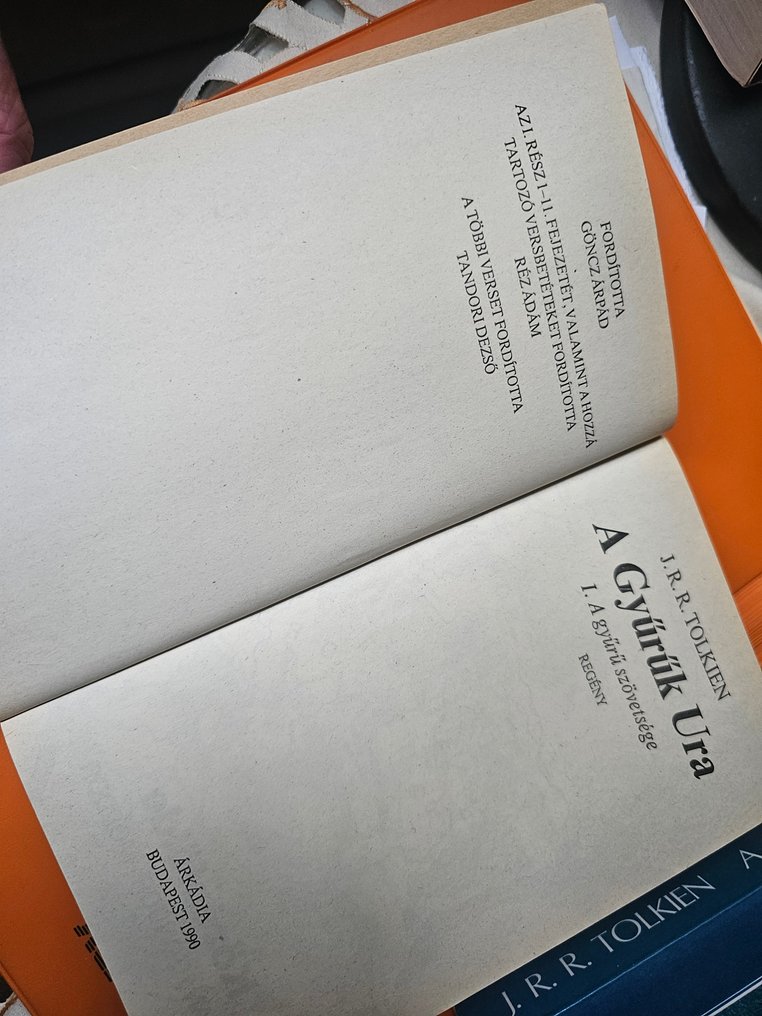 FORDÍTOTTA
GÖNCZ ÁRPÁD
AZ I. RÉSZ 1–11. FEJEZETÉT, VALAMINT A HOZZÁ
TARTOZÓ VERSBETÉTEKET FORDÍTOTTA
RÉZ ÁDÁM
A TÖBBI VERSET FORDÍTOTTA
TANDORI DEZSŐ
J. R. R. TOLKIEN
A Gyűrűk Ura
I. A gyűrű szövetsége
REGÉNY
ÁRKÁDIA
BUDAPEST 1990
J. R. R. TOLKIEN A